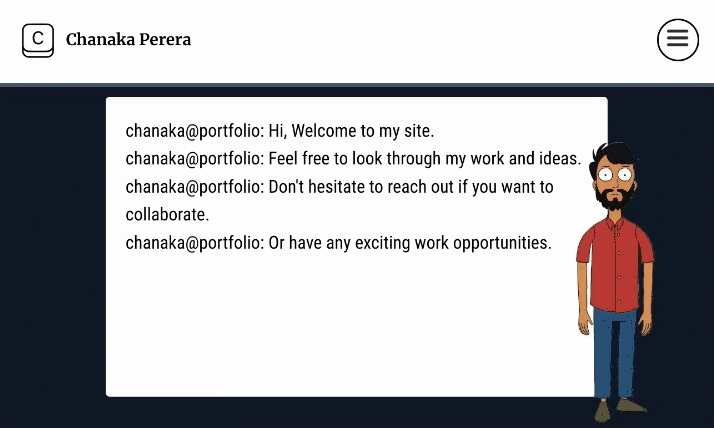 C
Chanaka Perera
chanaka@portfolio: Hi, Welcome to my site.
chanaka@portfolio: Feel free to look through my work and ideas.
chanaka@portfolio: Don't hesitate to reach out if you want to
collaborate.
chanaka@portfolio: Or have any exciting work opportunities.